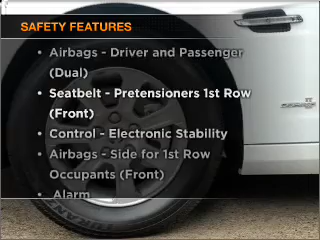 SAFETY FEATURES
• Airbags - Driver and Passenger
(Dual)
• Seatbelt - Pretensioners 1st Row
(Front)
• Control - Electronic Stability
• Airbags - Side for 1st Row
Occupants (Front)
• Alarm